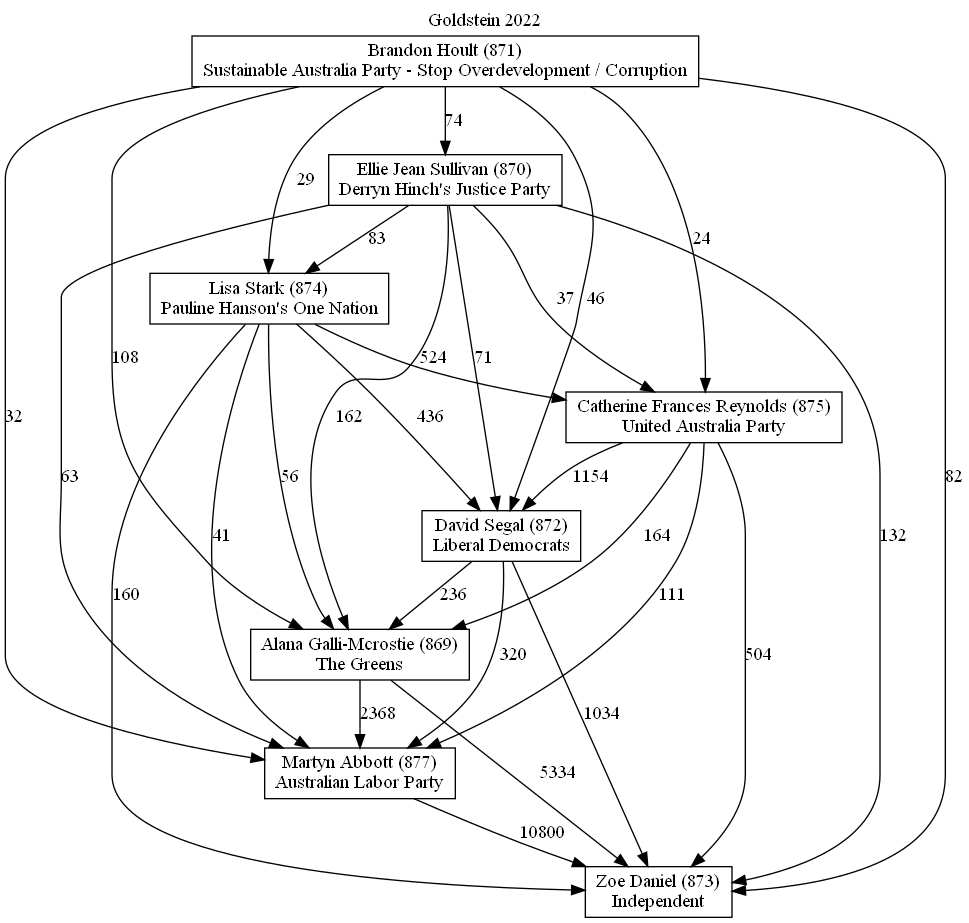 Goldstein 2022
Brandon Hoult (871)
Sustainable Australia Party - Stop Overdevelopment / Corruption
74
Ellie Jean Sullivan (870)
Derryn Hinch's Justice Party
29
83
24
Lisa Stark (874)
Pauline Hanson's One Nation
37
46
108
524
71
32
162
436
Catherine Frances Reynolds (875)
United Australia Party
63
56
1154
82
41
David Segal (872)
Liberal Democrats
164
132
160
236
111
Alana Galli-Mcrostie (869)
The Greens
320
504
2368
1034
Martyn Abbott (877)
Australian Labor Party
5334
10800
Zoe Daniel (873)
Independent